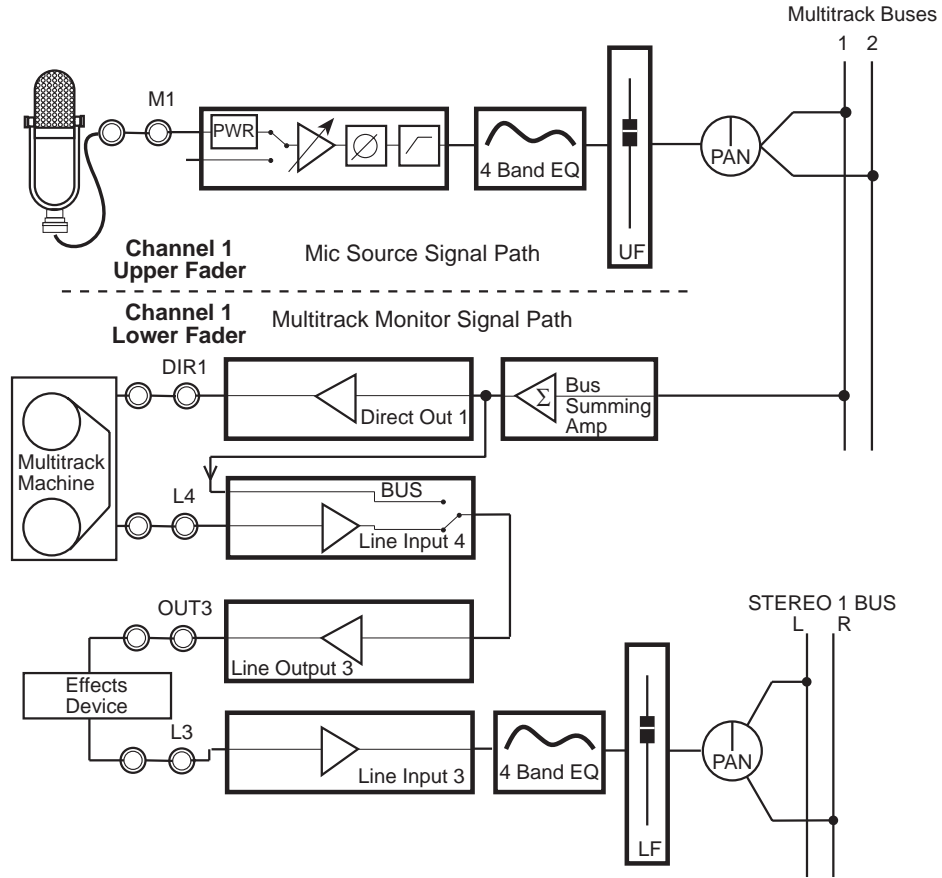 Multitrack Buses
1 2
M1
PWR
4 Band EQ
PAN
UF
Channel 1
Upper Fader
Mic Source Signal Path
Channel 1
Lower Fader
Multitrack Monitor Signal Path
DIR1
Direct Out 1
Σ
Bus
Summing
Amp
Multitrack
Machine
L4
BUS
Line Input 4
OUT3
Line Output 3
STEREO 1 BUS
L R
Effects
Device
L3
Line Input 3
4 Band EQ
PAN
LF